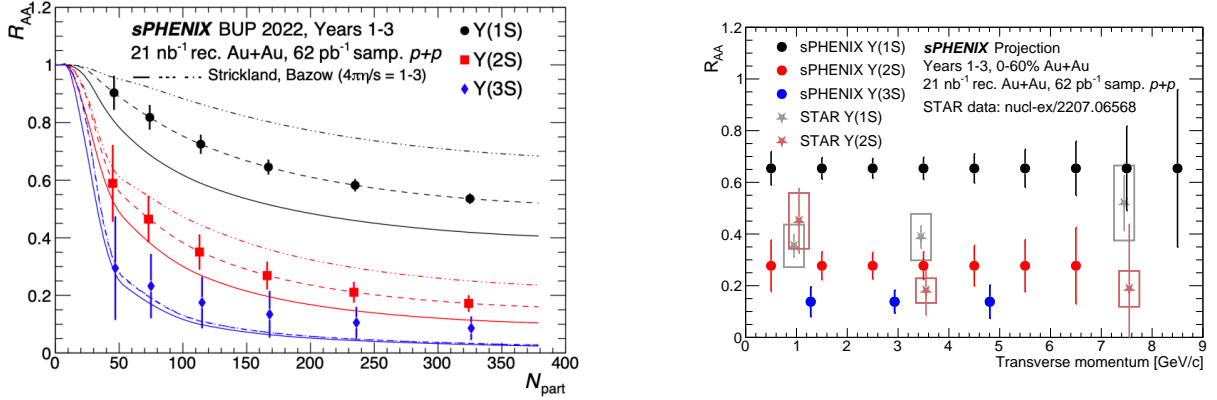 R_AA
sPHENIX BUP 2022, Years 1-3
21 nb⁻¹ rec. Au+Au, 62 pb⁻¹ samp. p+p
Strickland, Bazow (4πη/s = 1-3)
Υ(1S)
Υ(2S)
Υ(3S)
1.2
1
0.8
0.6
0.4
0.2
0
0 50 100 150 200 250 300 350 400
N_part
R_AA
sPHENIX Υ(1S)
sPHENIX Υ(2S)
sPHENIX Υ(3S)
STAR Υ(1S)
STAR Υ(2S)
sPHENIX Projection
Years 1-3, 0-60% Au+Au
21 nb⁻¹ rec. Au+Au, 62 pb⁻¹ samp. p+p
STAR data: nucl-ex/2207.06568
1.2
1
0.8
0.6
0.4
0.2
0
0 1 2 3 4 5 6 7 8 9
Transverse momentum [GeV/c]